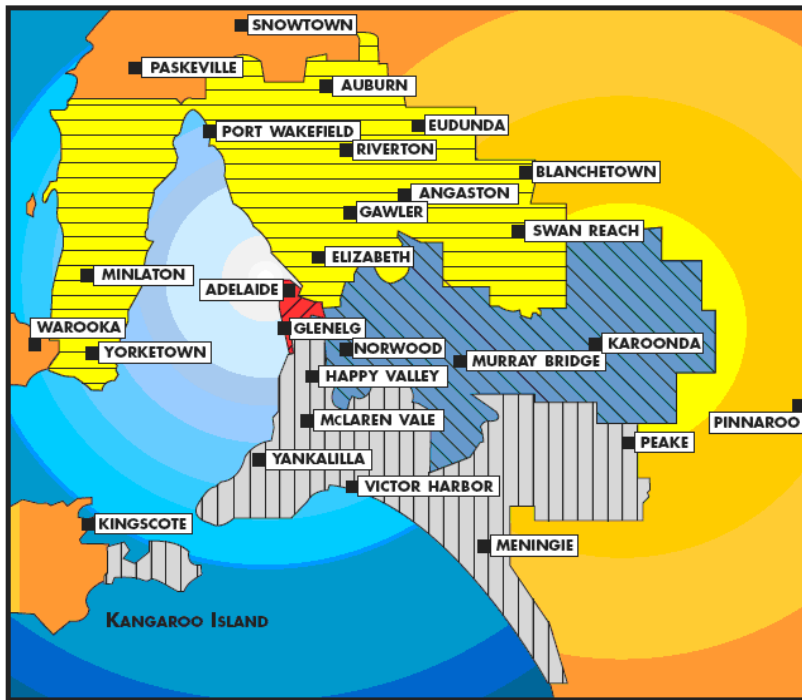 SNOWTOWN
PASKEVILLE
AUBURN
PORT WAKEFIELD
EUDUNDA
RIVERTON
BLANCHETOWN
ANGASTON
GAWLER
SWAN REACH
ELIZABETH
MINLATON
ADELAIDE
WAROOKA
GLENELG
KAROONDA
YORKETOWN
NORWOOD
MURRAY BRIDGE
HAPPY VALLEY
McLAREN VALE
PINNAROO
PEAKE
YANKALILLA
VICTOR HARBOR
KINGSCOTE
MENINGIE
KANGAROO ISLAND